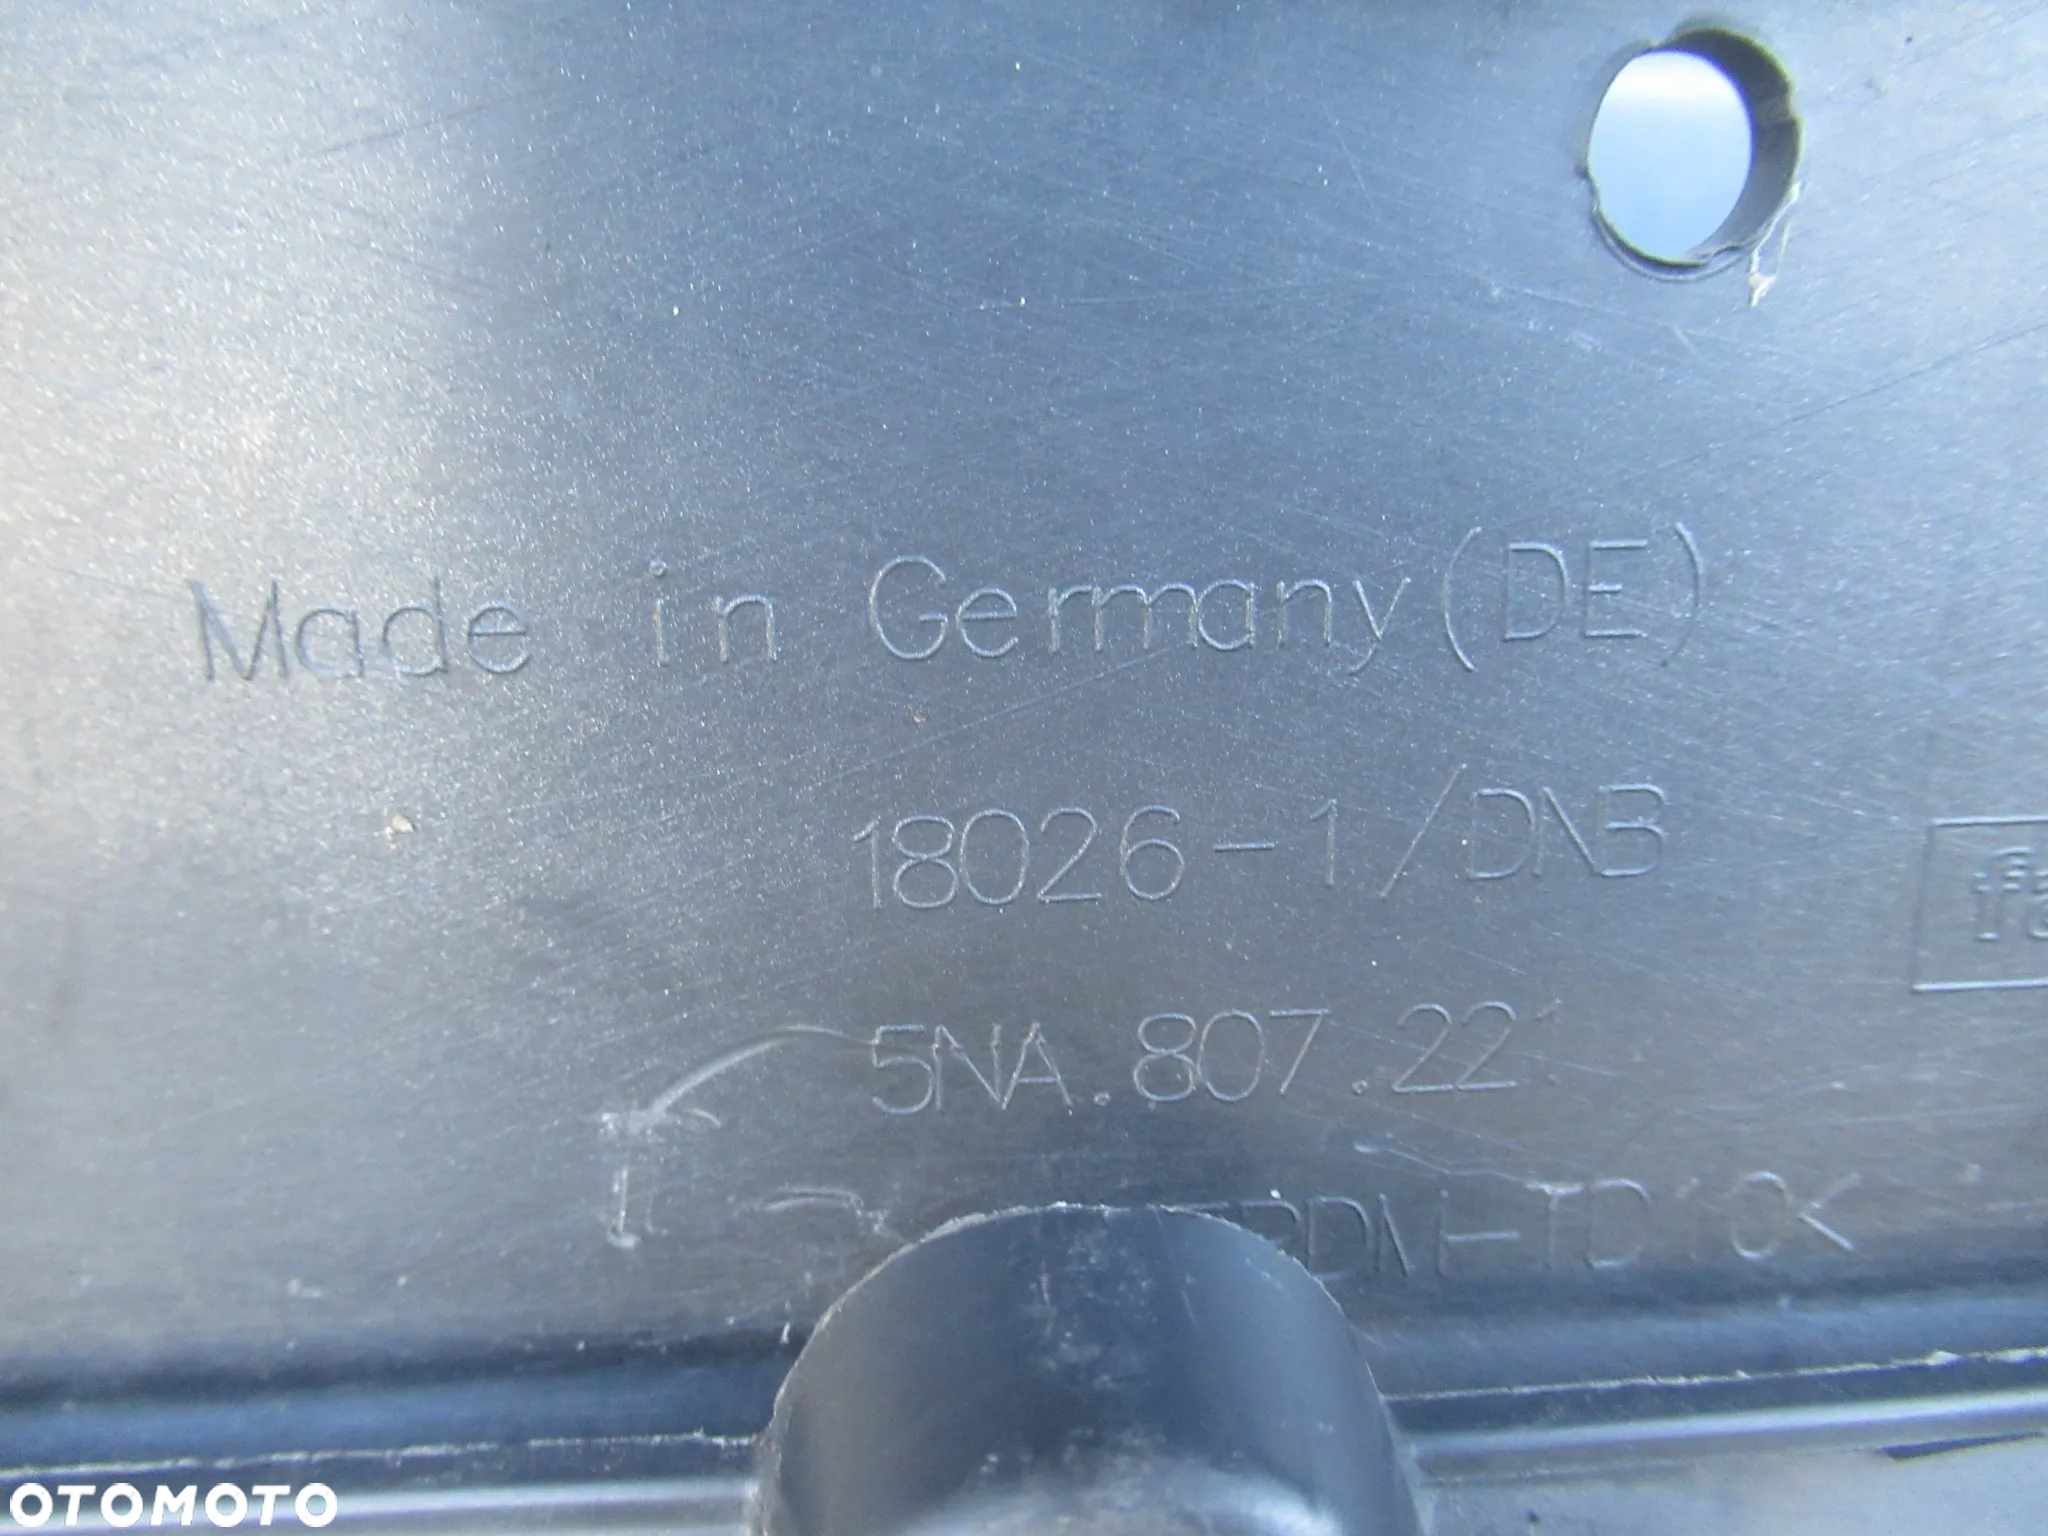 Made in Germany (DE)
18026-1/DNB
5NA.807.221
OTOMOTO